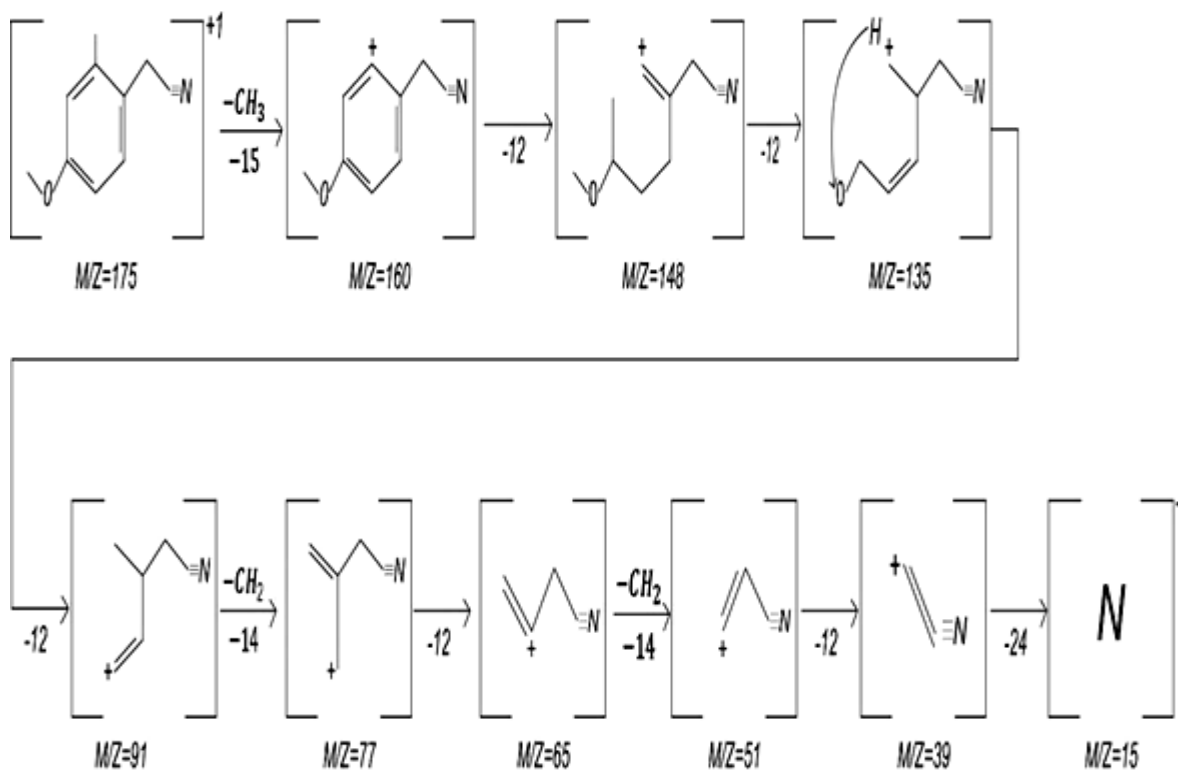 +1
N O
−CH3
−15
+
N O
-12
+
N O
-12
H +
N O
M/Z=175 M/Z=160 M/Z=148 M/Z=135
-12
N +
−CH2
−14
N +
-12
N +
−CH2
−14
N +
-12
+ N
-24
N
M/Z=91 M/Z=77 M/Z=65 M/Z=51 M/Z=39 M/Z=15